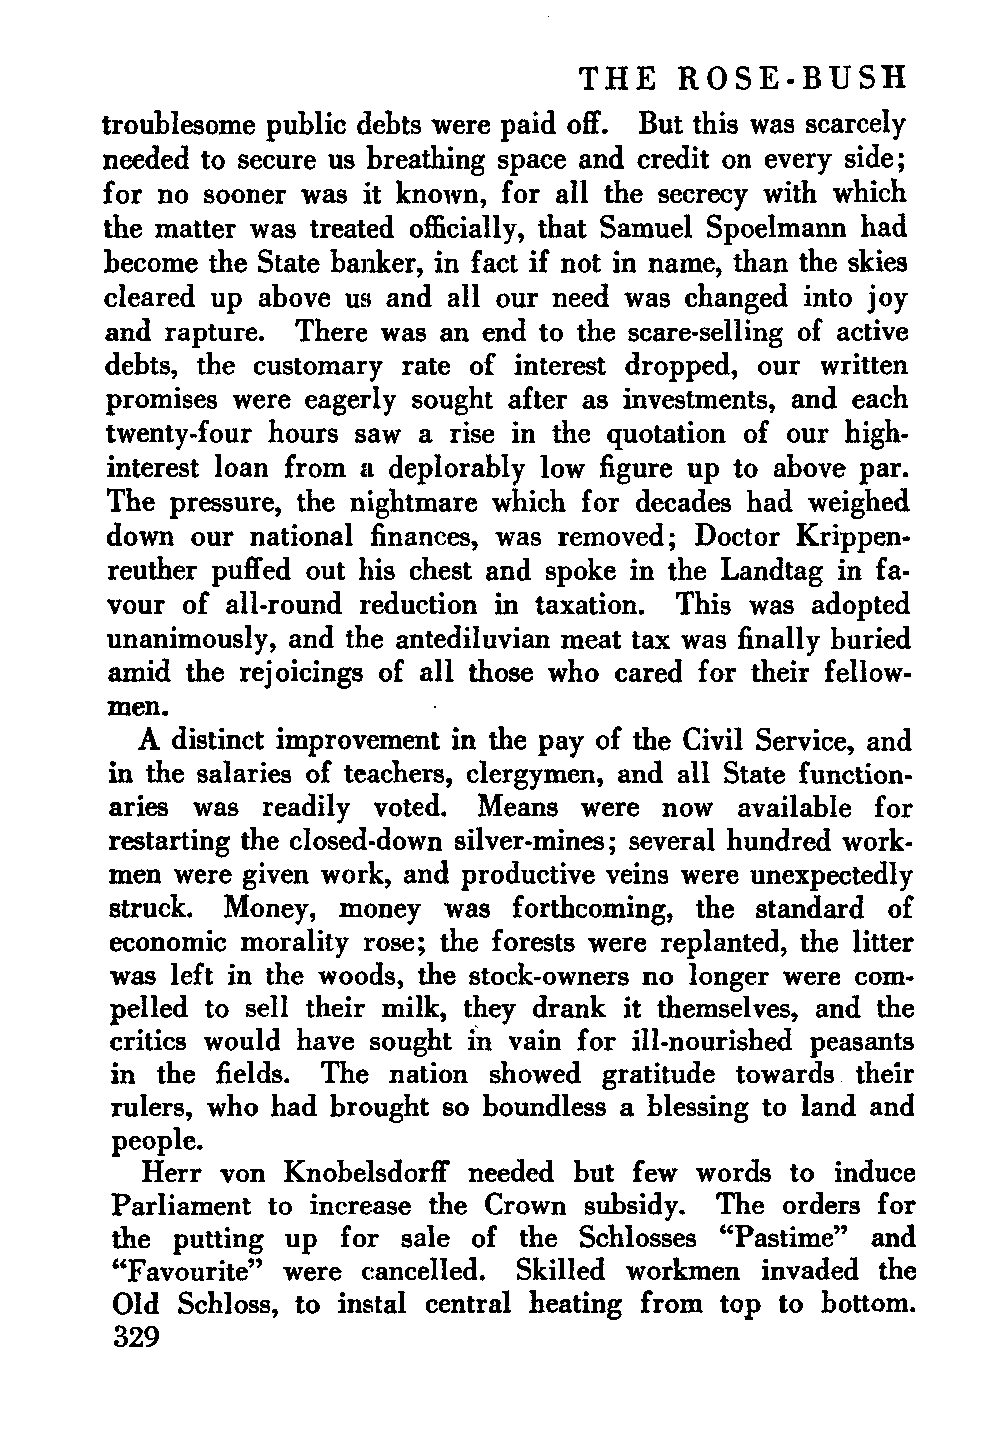 THE ROSE-BUSH
troublesome public debts were paid off. But this was scarcely
needed to secure us breathing space and credit on every side;
for no sooner was it known, for all the secrecy with which
the matter was treated officially, that Samuel Spoelmann had
become the State banker, in fact if not in name, than the skies
cleared up above us and all our need was changed into joy
and rapture. There was an end to the scare-selling of active
debts, the customary rate of interest dropped, our written
promises were eagerly sought after as investments, and each
twenty-four hours saw a rise in the quotation of our high-
interest loan from a deplorably low figure up to above par.
The pressure, the nightmare which for decades had weighed
down our national finances, was removed; Doctor Krippen-
reuther puffed out his chest and spoke in the Landtag in fa-
vour of all-round reduction in taxation. This was adopted
unanimously, and the antediluvian meat tax was finally buried
amid the rejoicings of all those who cared for their fellow-
men.
A distinct improvement in the pay of the Civil Service, and
in the salaries of teachers, clergymen, and all State function-
aries was readily voted. Means were now available for
restarting the closed-down silver-mines; several hundred work-
men were given work, and productive veins were unexpectedly
struck. Money, money was forthcoming, the standard of
economic morality rose; the forests were replanted, the litter
was left in the woods, the stock-owners no longer were com-
pelled to sell their milk, they drank it themselves, and the
critics would have sought in vain for ill-nourished peasants
in the fields. The nation showed gratitude towards their
rulers, who had brought so boundless a blessing to land and
people.
Herr von Knobelsdorff needed but few words to induce
Parliament to increase the Crown subsidy. The orders for
the putting up for sale of the Schlosses “Pastime” and
“Favourite” were cancelled. Skilled workmen invaded the
Old Schloss, to instal central heating from top to bottom.
329